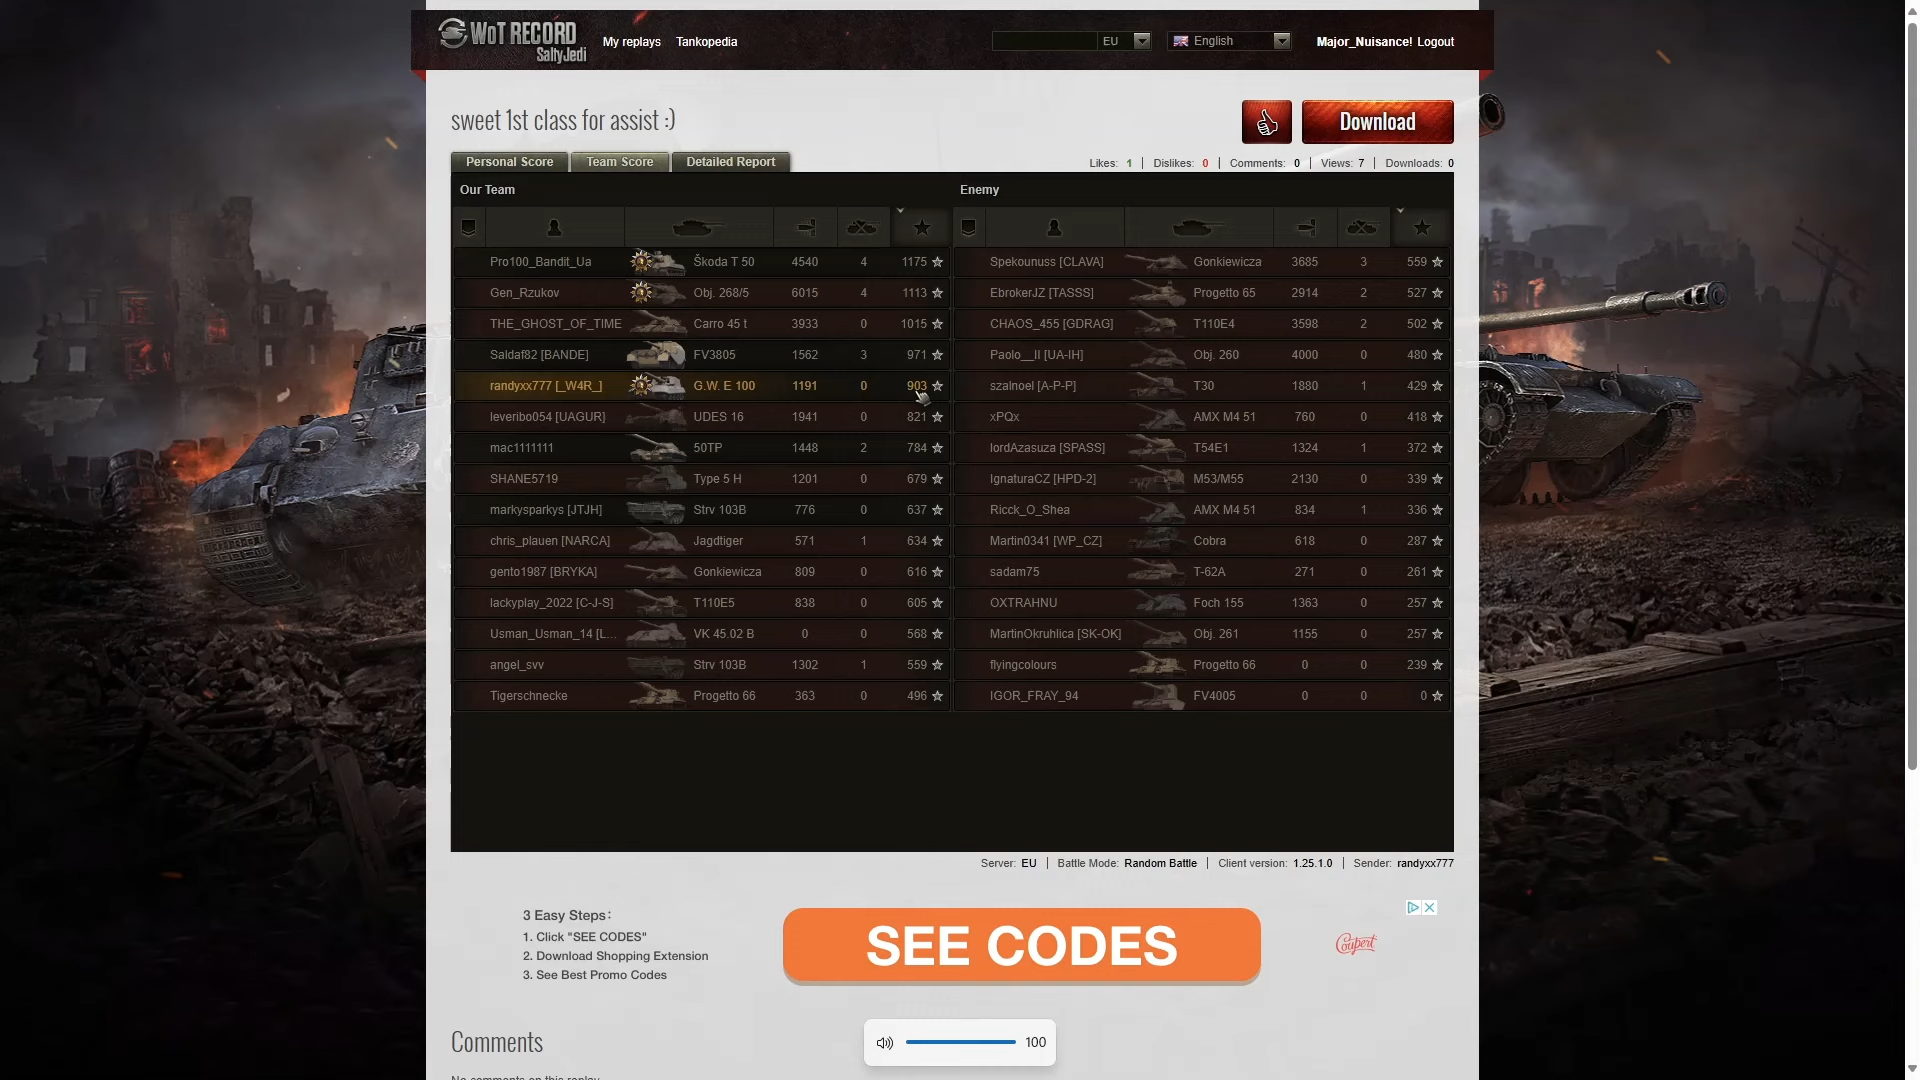 WoT RECORD
SaltyJedi
My replays Tankopedia
EU
English
Major_Nuisance! Logout
sweet 1st class for assist :)
Download
Personal Score Team Score Detailed Report
Likes: 1 | Dislikes: 0 | Comments: 0 | Views: 7 | Downloads: 0
Our Team Enemy
Pro100_Bandit_Ua Škoda T 50 4540 4 1175 Spekounuss [CLAVA] Gonkiewicza 3685 3 559
Gen_Rzukov Obj. 268/5 6015 4 1113 EbrokerJZ [TASSS] Progetto 65 2914 2 527
THE_GHOST_OF_TIME Carro 45 t 3933 0 1015 CHAOS_455 [GDRAG] T110E4 3598 2 502
Saldaf82 [BANDE] FV3805 1562 3 971 Paolo__II [UA-IH] Obj. 260 4000 0 480
randyxx777 [_W4R_] G.W. E 100 1191 0 903 szalnoel [A-P-P] T30 1880 1 429
leveribo054 [UAGUR] UDES 16 1941 0 821 xPQx AMX M4 51 760 0 418
mac1111111 50TP 1448 2 784 lordAzasuza [SPASS] T54E1 1324 1 372
SHANE5719 Type 5 H 1201 0 679 IgnaturaCZ [HPD-2] M53/M55 2130 0 339
markysparkys [JTJH] Strv 103B 776 0 637 Ricck_O_Shea AMX M4 51 834 1 336
chris_plauen [NARCA] Jagdtiger 571 1 634 Martin0341 [WP_CZ] Cobra 618 0 287
gento1987 [BRYKA] Gonkiewicza 809 0 616 sadam75 T-62A 271 0 261
lackyplay_2022 [C-J-S] T110E5 838 0 605 OXTRAHNU Foch 155 1363 0 257
Usman_Usman_14 [L... VK 45.02 B 0 0 568 MartinOkruhlica [SK-OK] Obj. 261 1155 0 257
angel_svv Strv 103B 1302 1 559 flyingcolours Progetto 66 0 0 239
Tigerschnecke Progetto 66 363 0 496 IGOR_FRAY_94 FV4005 0 0 0
Server: EU | Battle Mode: Random Battle | Client version: 1.25.1.0 | Sender: randyxx777
3 Easy Steps:
1. Click "SEE CODES"
2. Download Shopping Extension
3. See Best Promo Codes
SEE CODES
Coupert
Comments
100
No comments on this replay